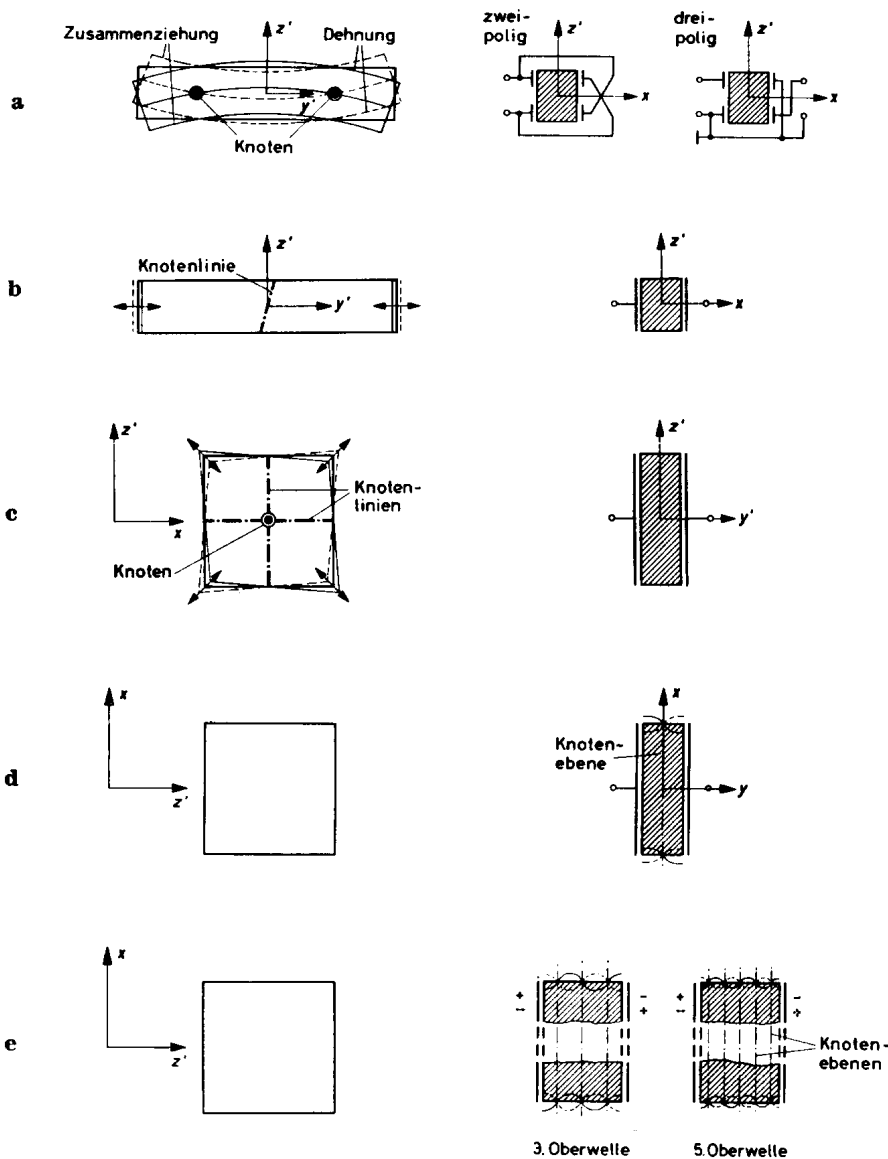 zwei-
polig
drei-
polig
Zusammenziehung
z'
Dehnung
z'
z'
a
y'
x
x
Knoten
z'
z'
Knotenlinie
b
y'
x
z'
z'
Knoten-
linien
c
x
y'
Knoten
x
x
Knoten-
ebene
d
z'
y
x
+
-
-
+
+
-
-
+
e
z'
Knoten-
ebenen
3. Oberwelle
5. Oberwelle